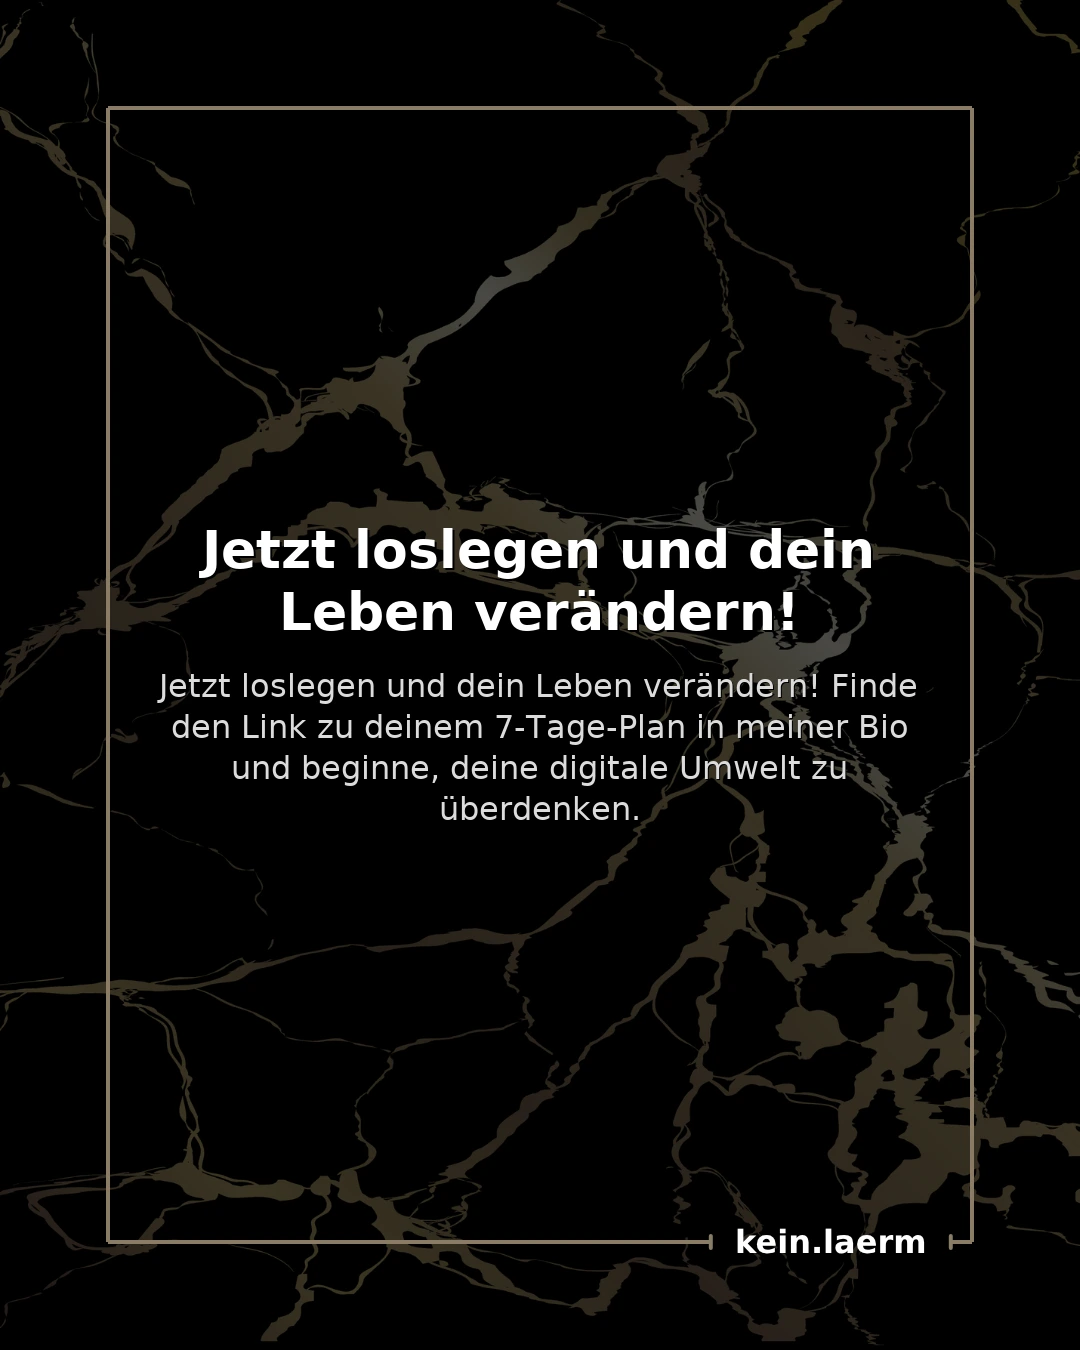 Jetzt loslegen und dein
Leben verändern!
Jetzt loslegen und dein Leben verändern! Finde
den Link zu deinem 7-Tage-Plan in meiner Bio
und beginne, deine digitale Umwelt zu
überdenken.
kein.laerm